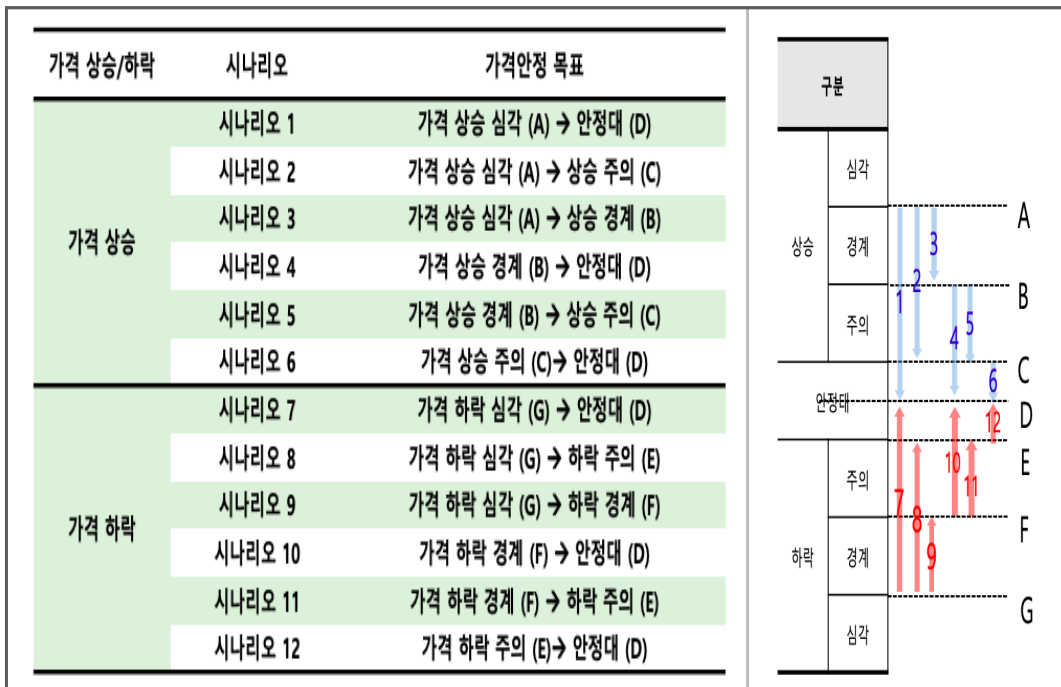 가격 상승/하락 시나리오 가격안정 목표
가격 상승
시나리오 1 가격 상승 심각 (A) → 안정대 (D)
시나리오 2 가격 상승 심각 (A) → 상승 주의 (C)
시나리오 3 가격 상승 심각 (A) → 상승 경계 (B)
시나리오 4 가격 상승 경계 (B) → 안정대 (D)
시나리오 5 가격 상승 경계 (B) → 상승 주의 (C)
시나리오 6 가격 상승 주의 (C)→ 안정대 (D)
가격 하락
시나리오 7 가격 하락 심각 (G) → 안정대 (D)
시나리오 8 가격 하락 심각 (G) → 하락 주의 (E)
시나리오 9 가격 하락 심각 (G) → 하락 경계 (F)
시나리오 10 가격 하락 경계 (F) → 안정대 (D)
시나리오 11 가격 하락 경계 (F) → 하락 주의 (E)
시나리오 12 가격 하락 주의 (E)→ 안정대 (D)
구분
심각
A
상승 경계 3
2
B
1
주의 4 5
C
6
안정대 D
12
E
주의 10 11
7
8
F
하락 경계 9
G
심각